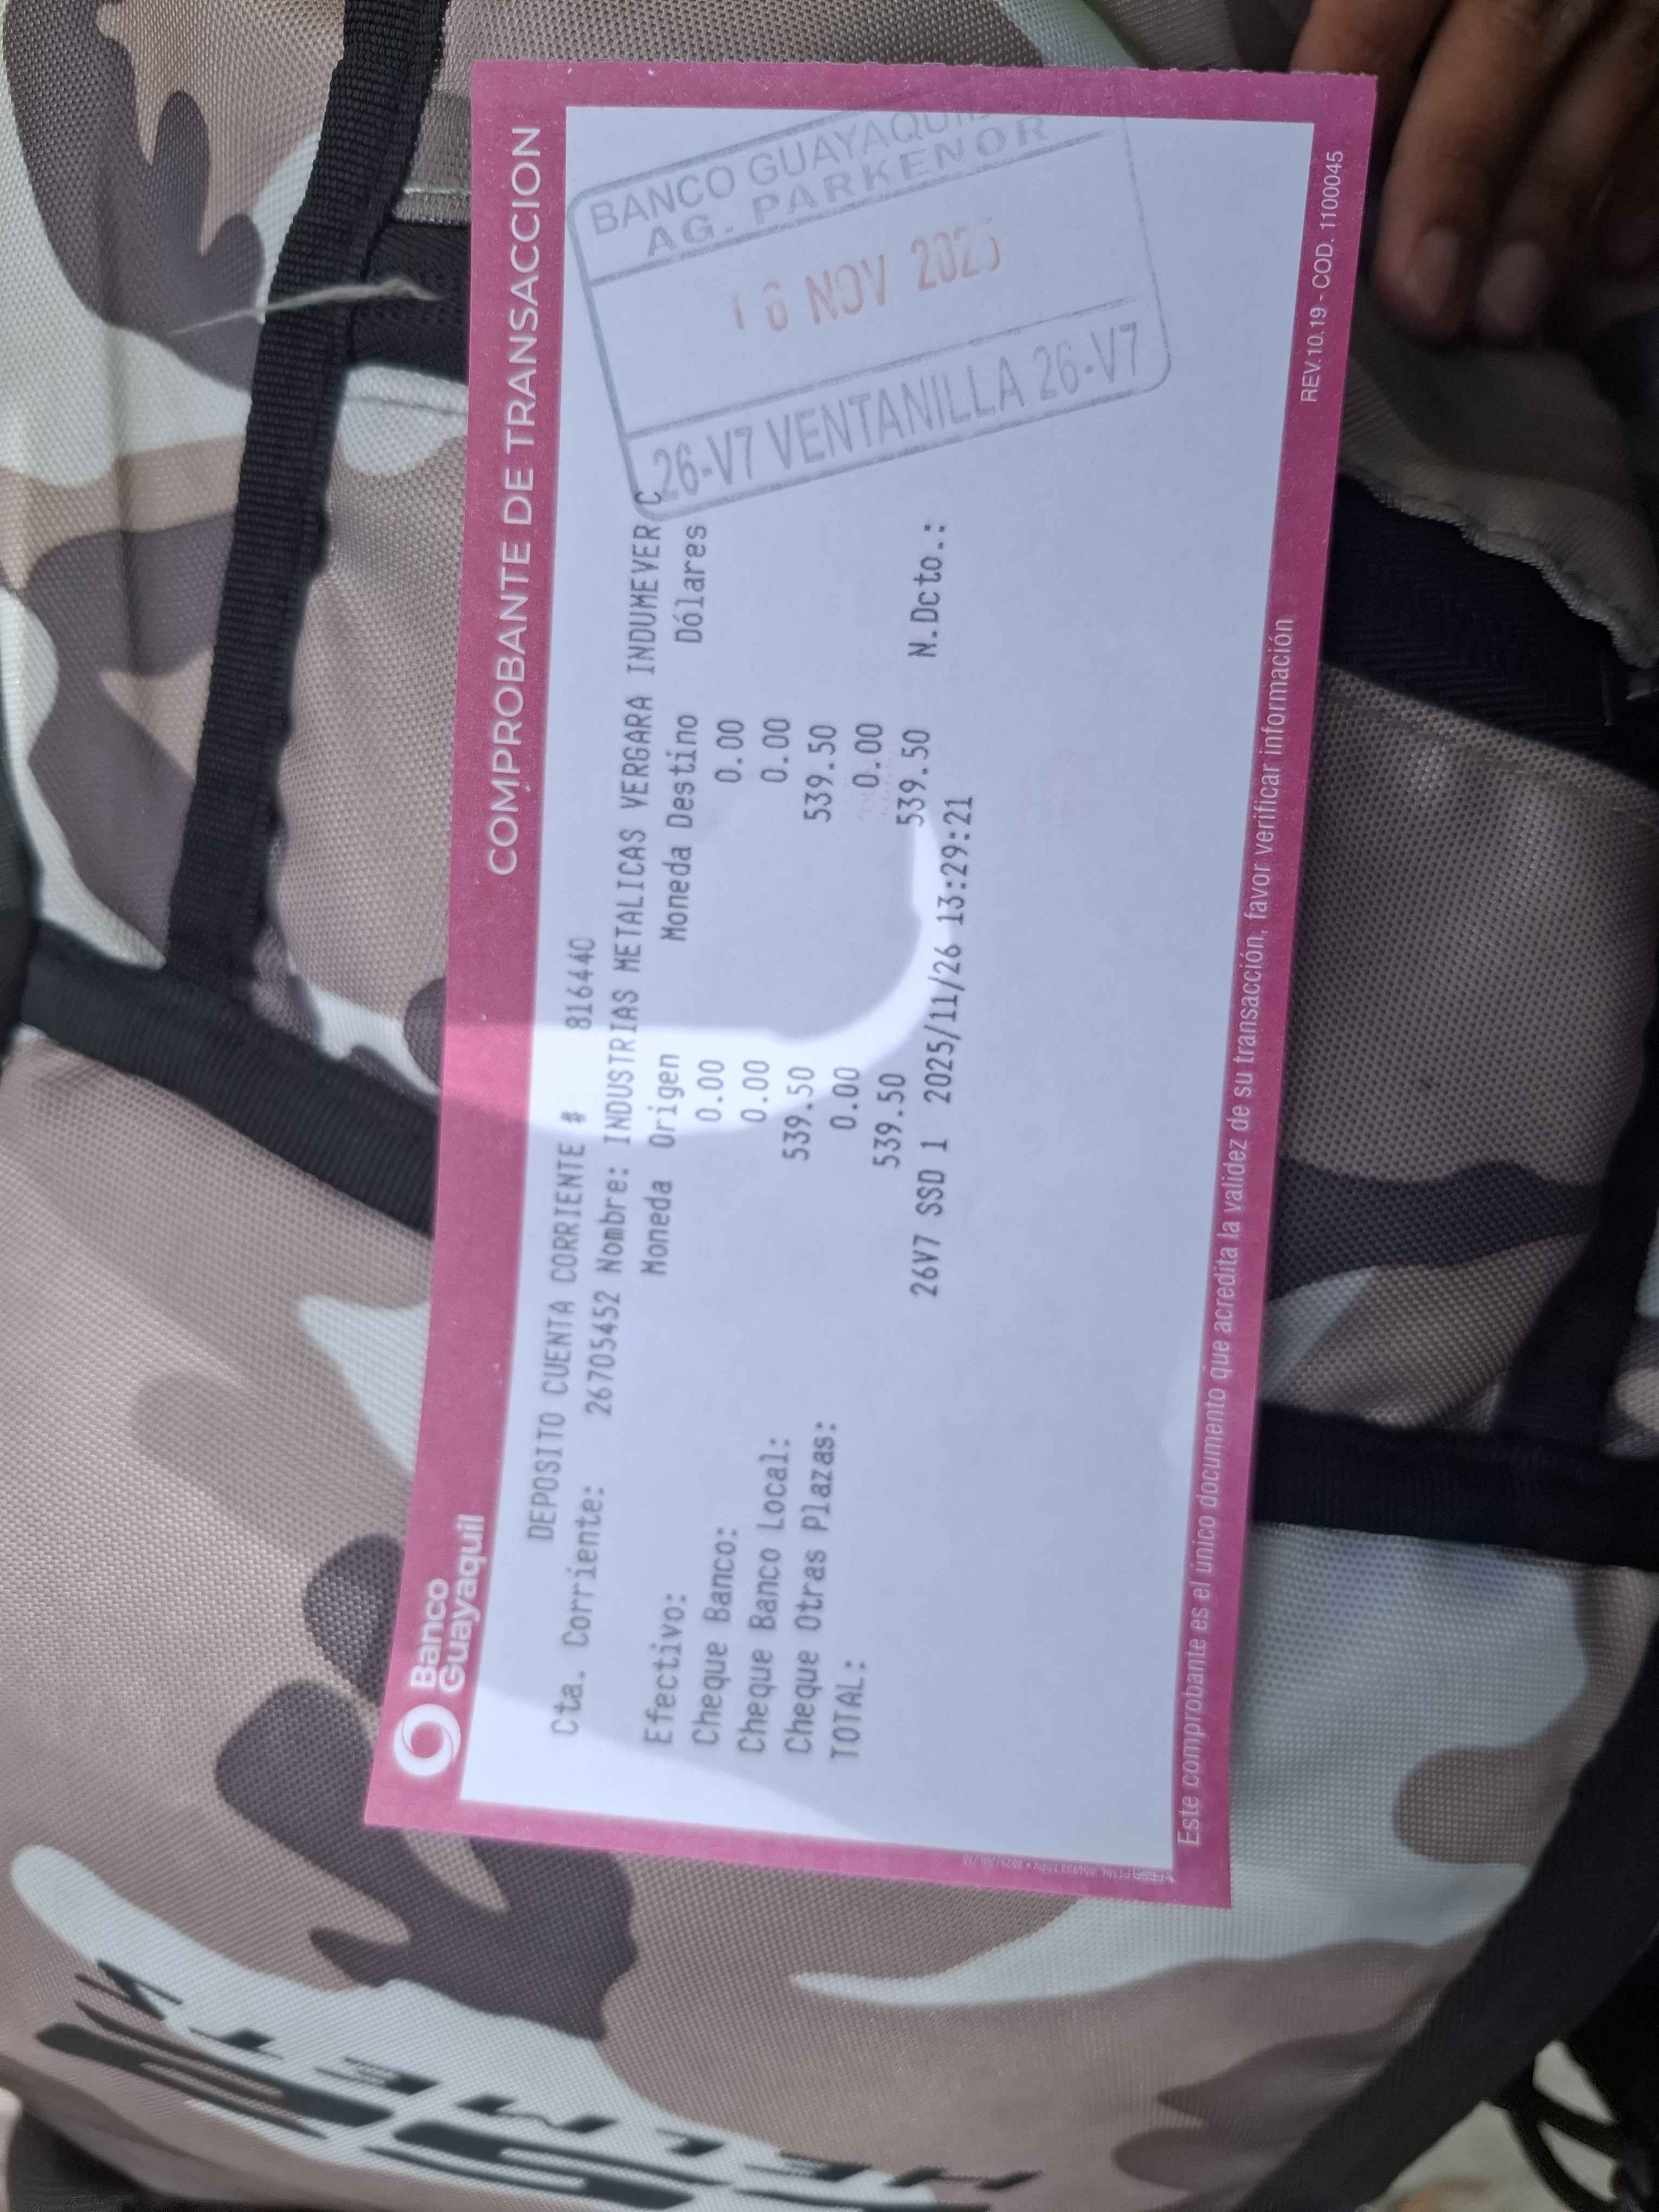 Banco
Guayaquil
COMPROBANTE DE TRANSACCION
DEPOSITO CUENTA CORRIENTE # 816440
Cta. Corriente: 26705452 Nombre: INDUSTRIAS METALICAS VERGARA INDUMEVER C
Moneda Origen Moneda Destino Dólares
Efectivo: 0.00 0.00
Cheque Banco: 0.00 0.00
Cheque Banco Local: 539.50 539.50
Cheque Otras Plazas: 0.00 0.00
TOTAL: 539.50 539.50 N.Dcto.:
26V7 SSD 1 2025/11/26 13:29:21
BANCO GUAYAQUIL
AG. PARKENOR
NOV 2025
26-V7 VENTANILLA 26-V7
Este comprobante es el único documento que acredita la validez de su transacción, favor verificar información
REV.10.19 - COD. 1100045